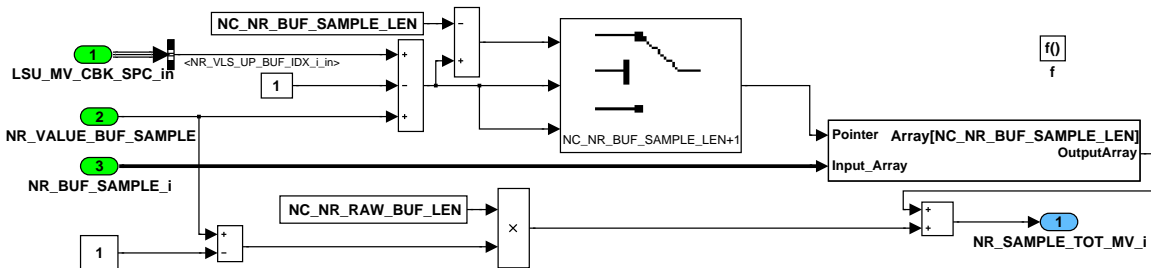 NC_NR_BUF_SAMPLE_LEN
−
+
1
LSU_MV_CBK_SPC_in
<NR_VLS_UP_BUF_IDX_i_in>
+
−
+
1
2
NR_VALUE_BUF_SAMPLE
3
NR_BUF_SAMPLE_i
NC_NR_BUF_SAMPLE_LEN+1
f()
f
Pointer
Array[NC_NR_BUF_SAMPLE_LEN]
OutputArray
Input_Array
NC_NR_RAW_BUF_LEN
×
1
+
−
+
+
1
NR_SAMPLE_TOT_MV_i